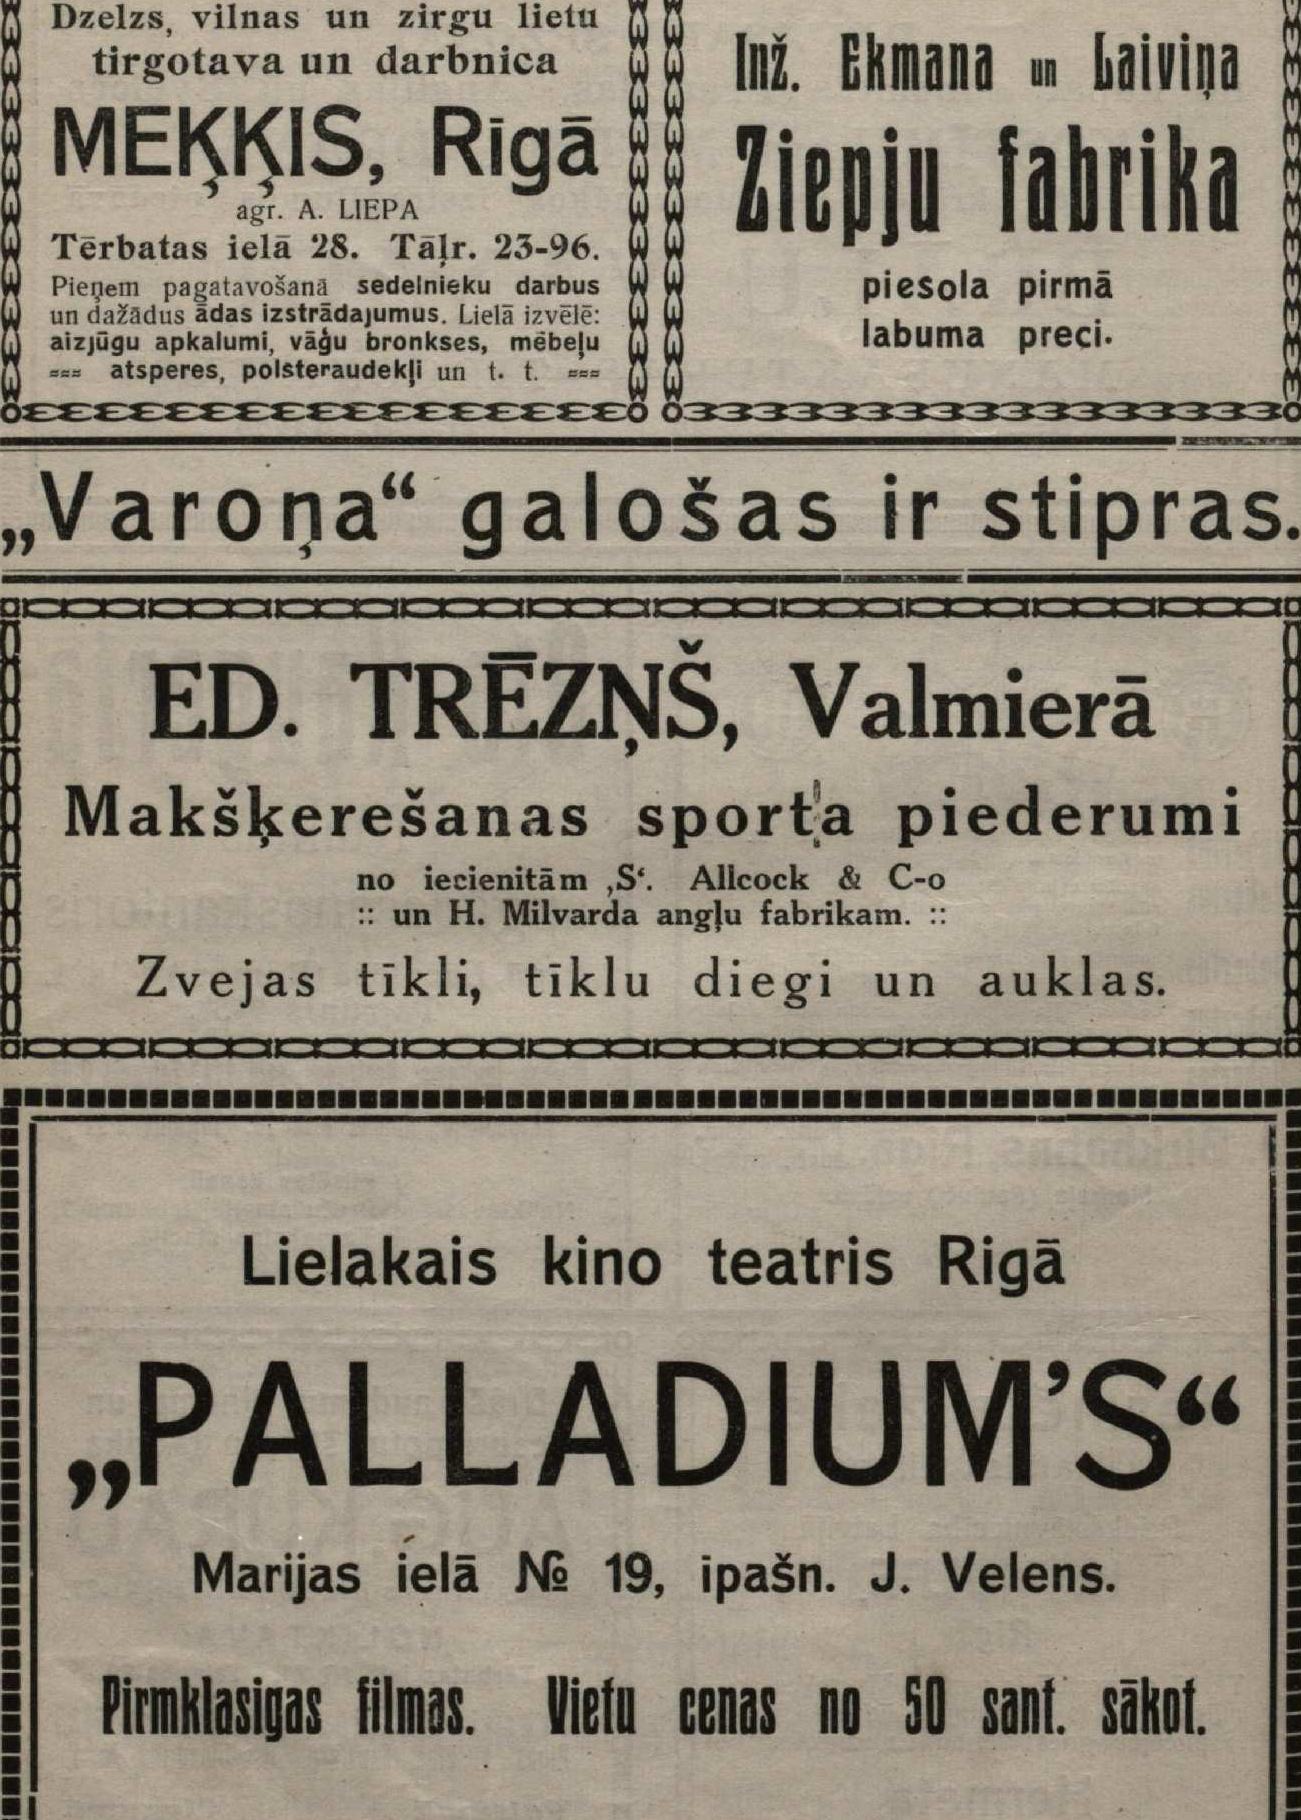 Dzelzs, vilnas un zirgu lietu
tirgotava un darbnica
MEĶĶIS, Rīgā
agr. A. LIEPA
Tērbatas ielā 28. Tāļr. 23-96.
Pieņem pagatavošanā sedelnieku darbus
un dažādus ādas izstrādajumus. Lielā izvēlē:
aizjūgu apkalumi, vāģu bronkses, mēbeļu
=== atsperes, polsteraudekļi un t. t. ===
Inž. Ekmana un Laiviņa
Ziepju fabrika
piesola pirmā
labuma preci.
„Varoņa“ galošas ir stipras.
ED. TRĒZŅŠ, Valmierā
Makšķerešanas sporta piederumi
no iecienitām ‚S‘. Allcock & C-o
:: un H. Milvarda angļu fabrikam. ::
Zvejas tīkli, tīklu diegi un auklas.
Lielakais kino teatris Rigā
„PALLADIUM’S“
Marijas ielā № 19, īpašn. J. Velens.
Pirmklasigas filmas. Vietu cenas no 50 sant. sākot.